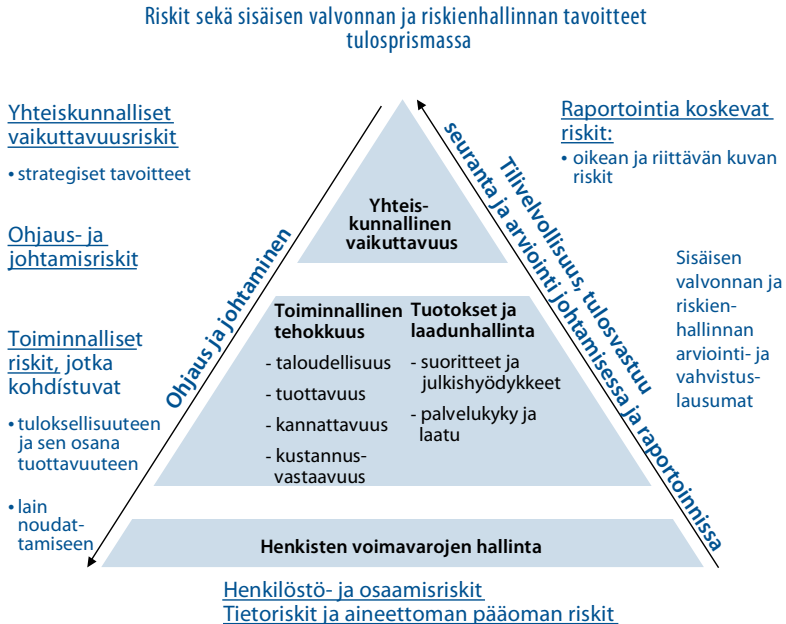 Riskit sekä sisäisen valvonnan ja riskienhallinnan tavoitteet
tulosprismassa
Yhteiskunnalliset
vaikuttavuusriskit
• strategiset tavoitteet
Ohjaus- ja
johtamisriskit
Toiminnalliset
riskit, jotka
kohdistuvat
• tuloksellisuuteen
ja sen osana
tuottavuuteen
• lain
noudat-
tamiseen
Ohjaus ja johtaminen
Yhteis-
kunnallinen
vaikuttavuus
Toiminnallinen
tehokkuus
- taloudellisuus
- tuottavuus
- kannattavuus
- kustannus-
vastaavuus
Tuotokset ja
laadunhallinta
- suoritteet ja
julkishyödykkeet
- palvelukyky ja
laatu
Henkisten voimavarojen hallinta
Tilivelvollisuus, tulosvastuu
seuranta ja arviointi johtamisessa ja raportoinnissa
Raportointia koskevat
riskit:
• oikean ja riittävän kuvan
riskit
Sisäisen
valvonnan ja
riskien-
hallinnan
arviointi- ja
vahvistus-
lausumat
Henkilöstö- ja osaamisriskit
Tietoriskit ja aineettoman pääoman riskit